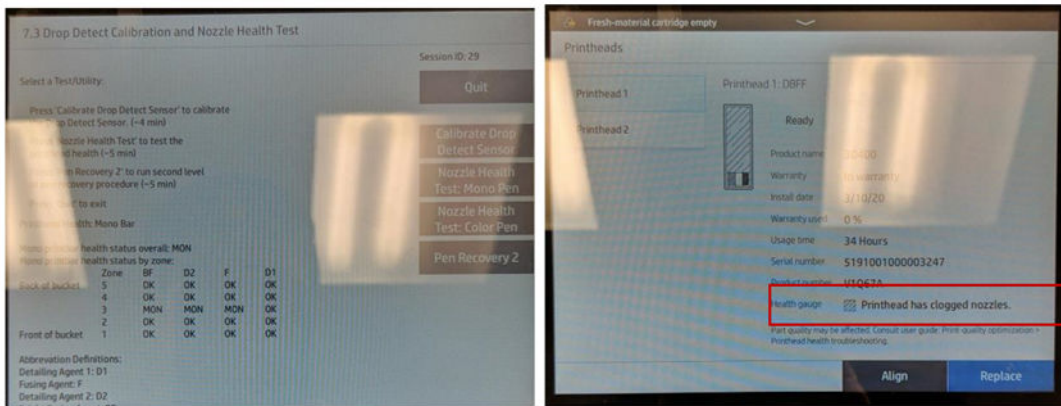 7.3 Drop Detect Calibration and Nozzle Health Test
Session ID: 29
Select a Test/Utility:
Quit
Press 'Calibrate Drop Detect Sensor' to calibrate
Drop Detect Sensor. (~4 min)
Nozzle Health Test' to test the
health (~5 min)
Pen Recovery 2' to run second level
recovery procedure (~5 min)
to exit
Health: Mono Bar
Calibrate Drop
Detect Sensor
Nozzle Health
Test: Mono Pen
Nozzle Health
Test: Color Pen
Pen Recovery 2
health status overall: MON
health status by zone:
Zone BF D2 F D1
Back of bucket 5 OK OK OK OK
4 OK OK OK OK
3 MON MON MON OK
2 OK OK OK OK
Front of bucket 1 OK OK OK OK
Abbrevation Definitions:
Detailing Agent 1: D1
Fusing Agent: F
Detailing Agent 2: D2
Fresh-material cartridge empty
Printheads
Printhead 1
Printhead 2
Printhead 1: DBFF
Ready
Product name
Warranty In warranty
Install date 3/10/20
Warranty used 0 %
Usage time 34 Hours
Serial number S191001000003247
Product number V1Q67A
Health gauge Printhead has clogged nozzles.
Part quality may be affected. Consult user guide: Print-quality optimization >
Printhead health troubleshooting.
Align
Replace